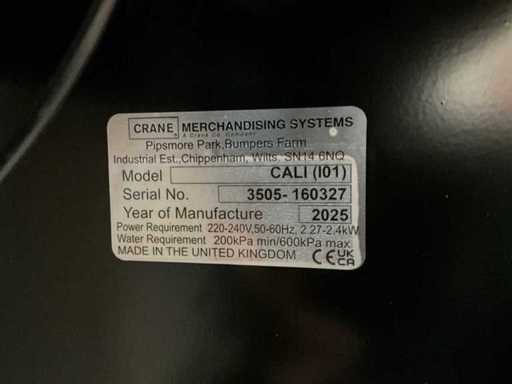 CRANE MERCHANDISING SYSTEMS
A Crane Co. Company
Pipsmore Park,Bumpers Farm
Industrial Est.,Chippenham, Wilts. SN14 6NQ
Model CALI (I01)
Serial No. 3505- 160327
Year of Manufacture 2025
Power Requirement 220-240V,50-60Hz, 2.27-2.4kW
Water Requirement 200kPa min/600kPa max
MADE IN THE UNITED KINGDOM CE UKCA